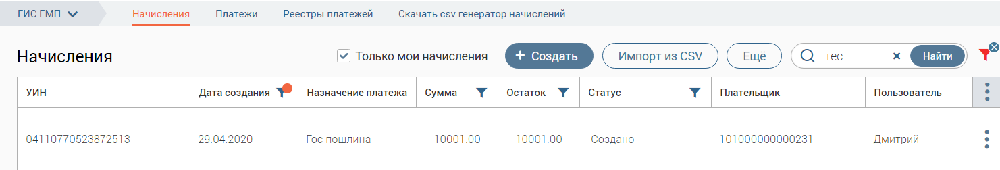 ГИС ГМП Начисления Платежи Реестры платежей Скачать csv генератор начислений
Начисления Только мои начисления + Создать Импорт из CSV Ещё тес Найти
УИН Дата создания Назначение платежа Сумма Остаток Статус Плательщик Пользователь
04110770523872513 29.04.2020 Гос пошлина 10001.00 10001.00 Создано 101000000000231 Дмитрий